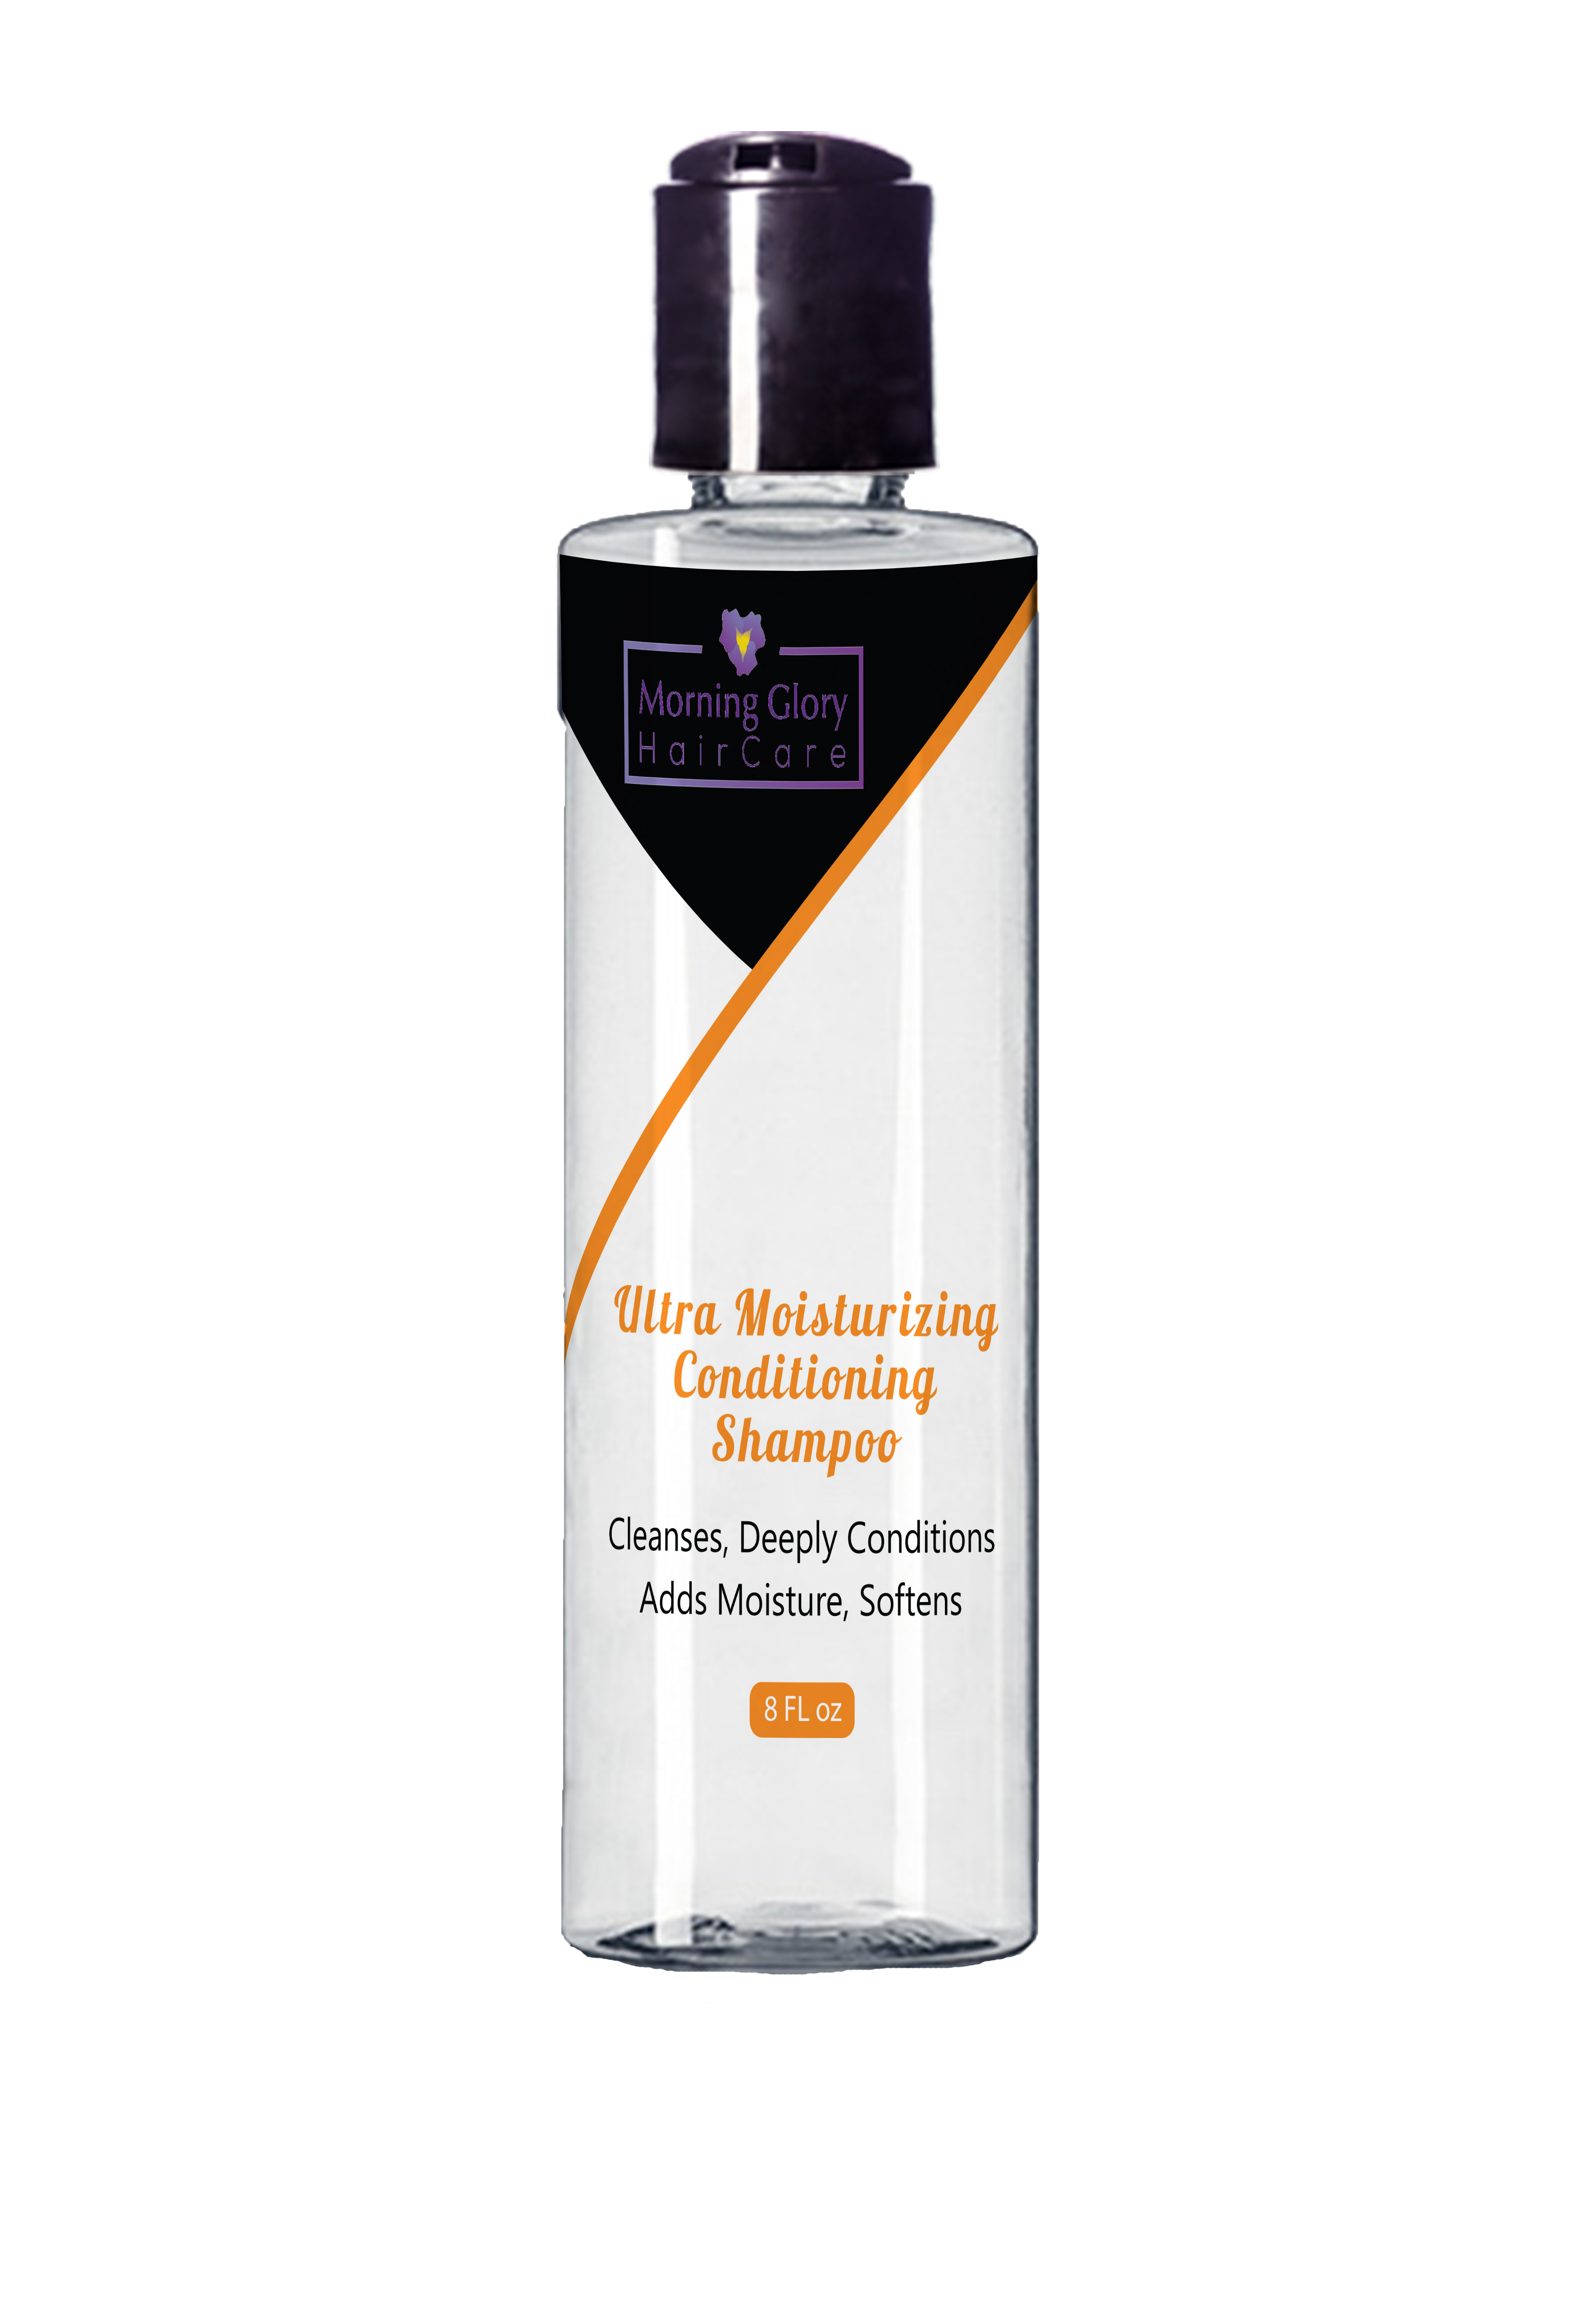 Morning Glory
HairCare
Ultra Moisturizing
Conditioning
Shampoo
Cleanses, Deeply Conditions
Adds Moisture, Softens
8 FL oz